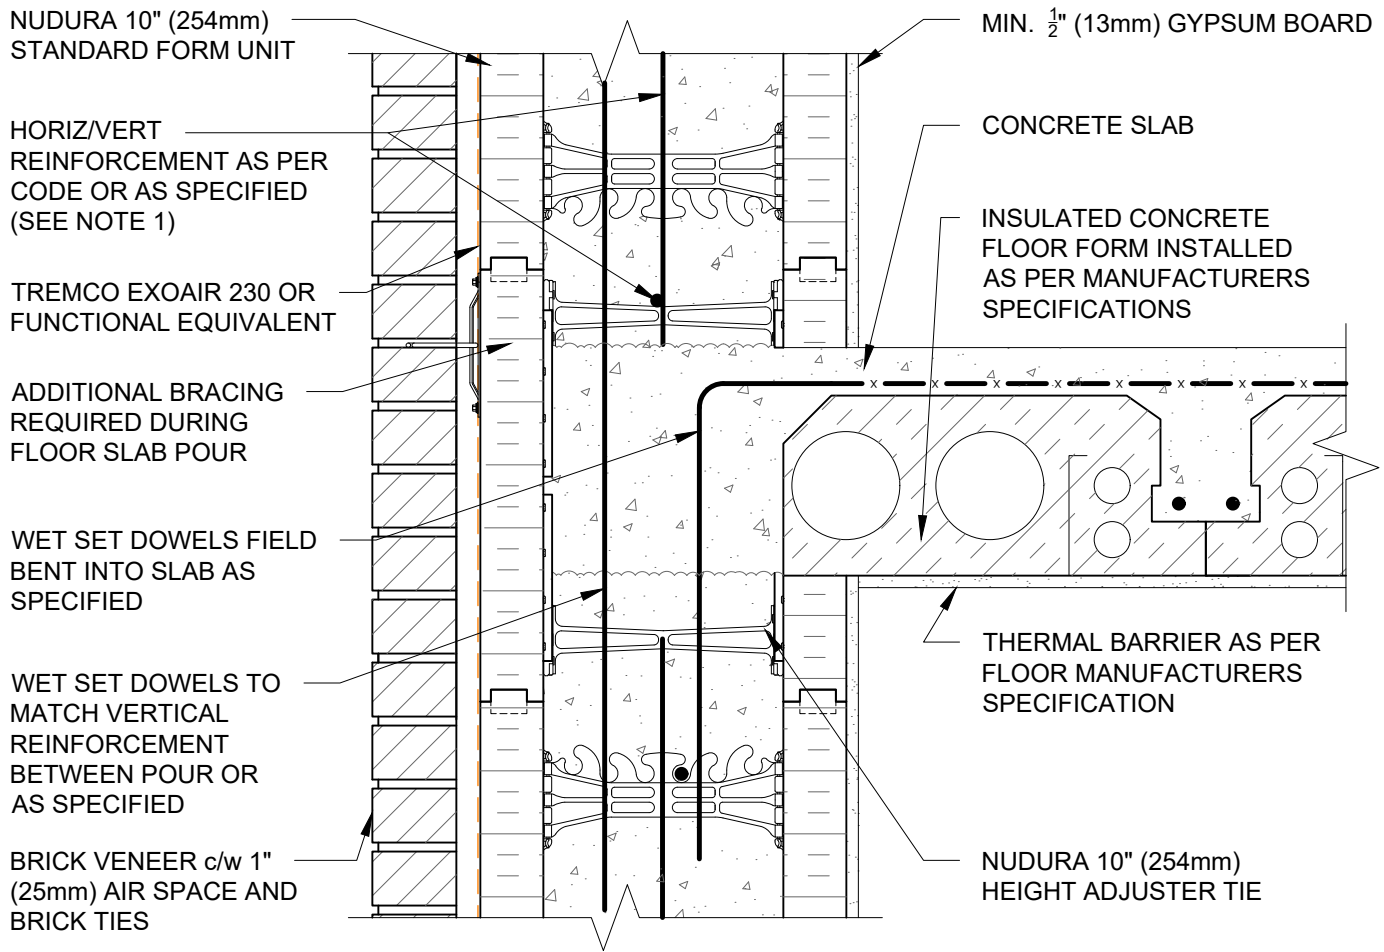 NUDURA 10" (254mm)
STANDARD FORM UNIT
HORIZ/VERT
REINFORCEMENT AS PER
CODE OR AS SPECIFIED
(SEE NOTE 1)
TREMCO EXOAIR 230 OR
FUNCTIONAL EQUIVALENT
ADDITIONAL BRACING
REQUIRED DURING
FLOOR SLAB POUR
WET SET DOWELS FIELD
BENT INTO SLAB AS
SPECIFIED
WET SET DOWELS TO
MATCH VERTICAL
REINFORCEMENT
BETWEEN POUR OR
AS SPECIFIED
BRICK VENEER c/w 1"
(25mm) AIR SPACE AND
BRICK TIES
MIN. 1/2" (13mm) GYPSUM BOARD
CONCRETE SLAB
INSULATED CONCRETE
FLOOR FORM INSTALLED
AS PER MANUFACTURERS
SPECIFICATIONS
THERMAL BARRIER AS PER
FLOOR MANUFACTURERS
SPECIFICATION
NUDURA 10" (254mm)
HEIGHT ADJUSTER TIE